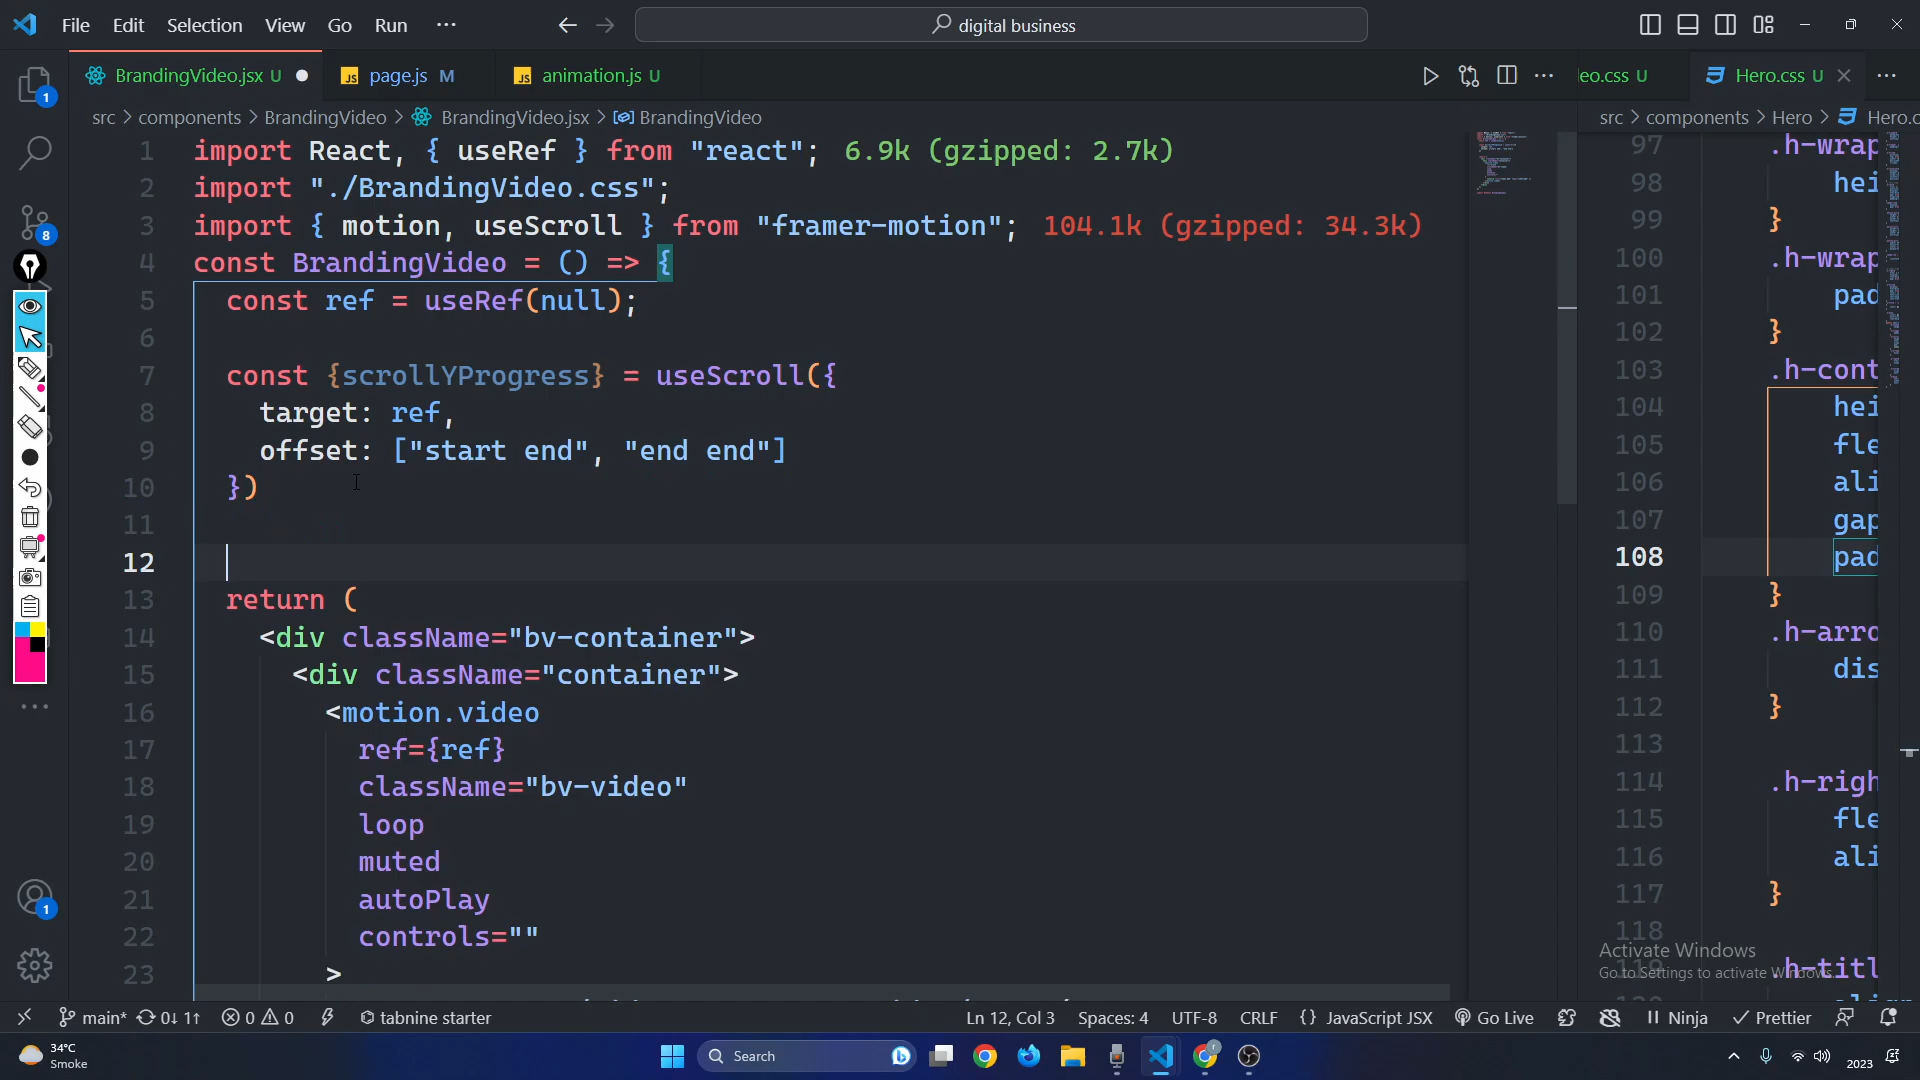 File Edit Selection View Go Run ··· digital business
BrandingVideo.jsx U page.js M animation.js U eo.css U Hero.css U
src > components > BrandingVideo > BrandingVideo.jsx > BrandingVideo
src > components > Hero > Hero.c
1 import React, { useRef } from "react"; 6.9k (gzipped: 2.7k)
2 import "./BrandingVideo.css";
3 import { motion, useScroll } from "framer-motion"; 104.1k (gzipped: 34.3k)
4 const BrandingVideo = () => {
5 const ref = useRef(null);
6
7 const {scrollYProgress} = useScroll({
8 target: ref,
9 offset: ["start end", "end end"]
10 })
11
12
13 return (
14 <div className="bv-container">
15 <div className="container">
16 <motion.video
17 ref={ref}
18 className="bv-video"
19 loop
20 muted
21 autoPlay
22 controls=""
23 >
97 .h-wrap
98 hei
99 }
100 .h-wrap
101 pad
102 }
103 .h-cont
104 hei
105 fle
106 ali
107 gap
108 pad
109 }
110 .h-arro
111 dis
112 }
113
114 .h-righ
115 fle
116 ali
117 }
118
119 .h-titl
Activate Windows
Go to Settings to activate Windows.
1
8
1
main* 0↓ 1↑ 0 0 tabnine starter Ln 12, Col 3 Spaces: 4 UTF-8 CRLF {} JavaScript JSX Go Live Ninja Prettier
34°C
Smoke
Search
2023